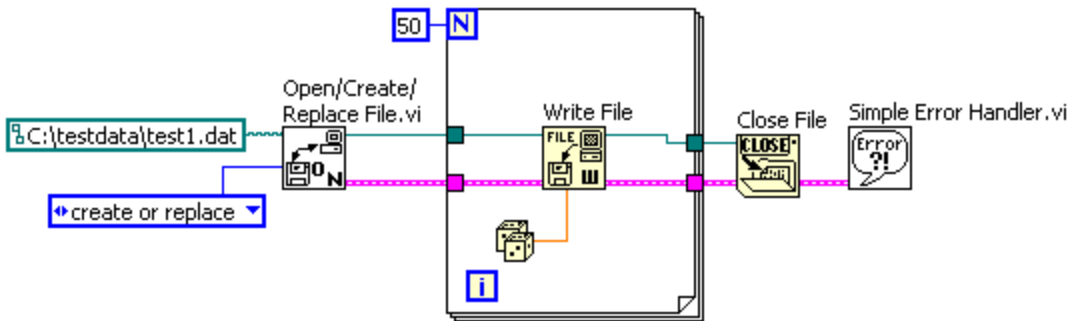 50
N
Open/Create/
Replace File.vi
Write File
Close File
Simple Error Handler.vi
C:\testdata\test1.dat
FILE
CLOSE
Error
?!
O
N
W
create or replace
i